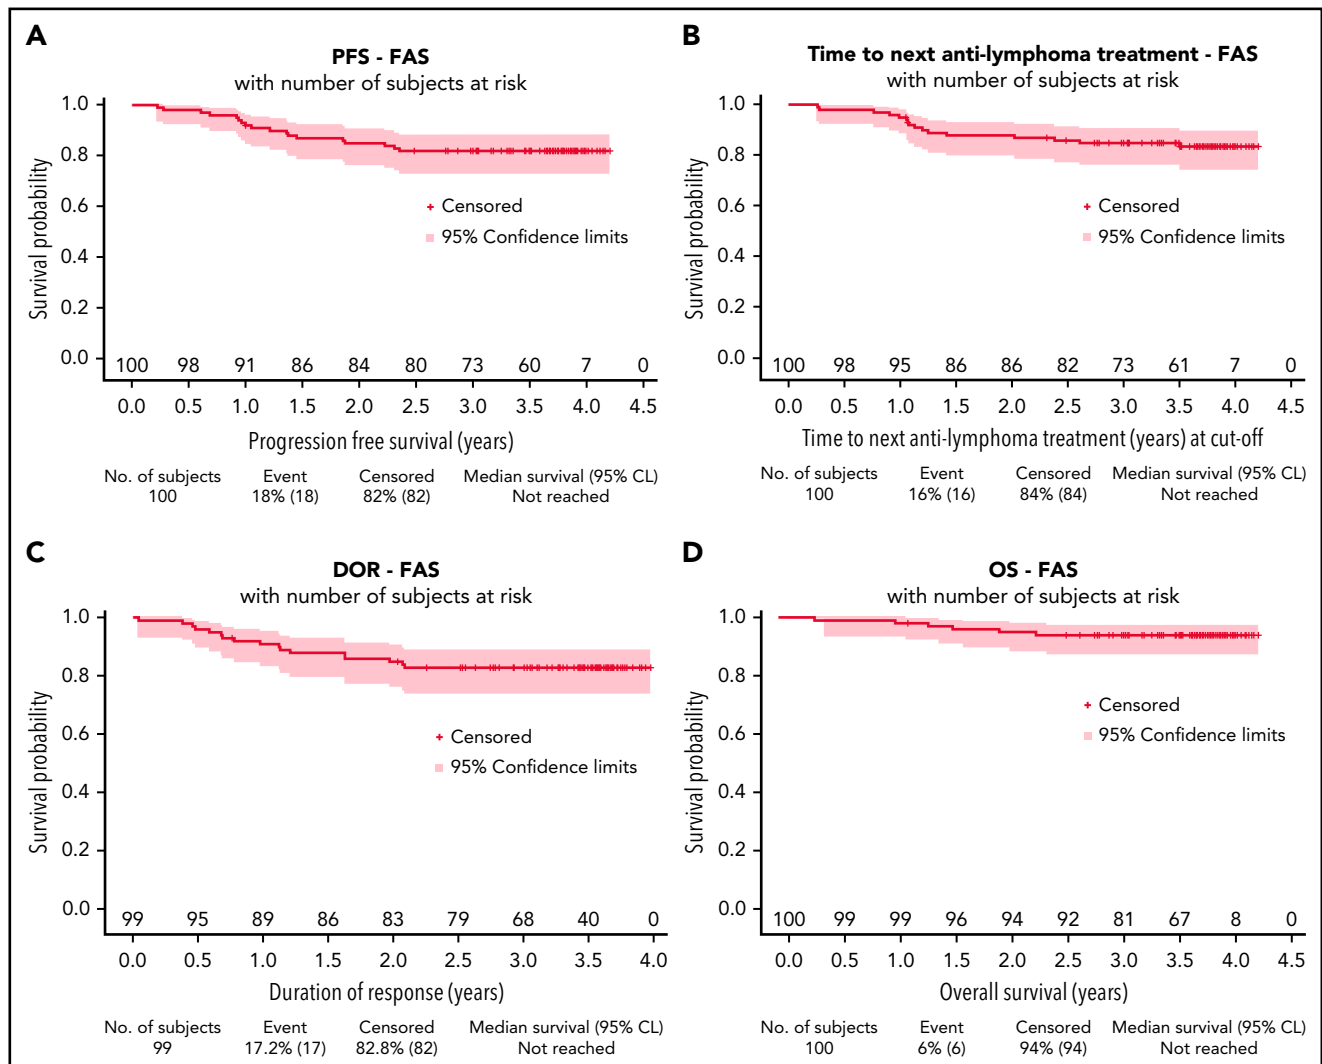 A
PFS - FAS
with number of subjects at risk
Survival probability
1.0
0.8
0.6
0.4
0.2
0.0
Censored
95% Confidence limits
100 98 91 86 84 80 73 60 7 0
0.0 0.5 1.0 1.5 2.0 2.5 3.0 3.5 4.0 4.5
Progression free survival (years)
No. of subjects Event Censored Median survival (95% CL)
100 18% (18) 82% (82) Not reached
B
Time to next anti-lymphoma treatment - FAS
with number of subjects at risk
Survival probability
1.0
0.8
0.6
0.4
0.2
0.0
Censored
95% Confidence limits
100 98 95 86 86 82 73 61 7 0
0.0 0.5 1.0 1.5 2.0 2.5 3.0 3.5 4.0 4.5
Time to next anti-lymphoma treatment (years) at cut-off
No. of subjects Event Censored Median survival (95% CL)
100 16% (16) 84% (84) Not reached
C
DOR - FAS
with number of subjects at risk
Survival probability
1.0
0.8
0.6
0.4
0.2
0.0
Censored
95% Confidence limits
99 95 89 86 83 79 68 40 0
0.0 0.5 1.0 1.5 2.0 2.5 3.0 3.5 4.0
Duration of response (years)
No. of subjects Event Censored Median survival (95% CL)
99 17.2% (17) 82.8% (82) Not reached
D
OS - FAS
with number of subjects at risk
Survival probability
1.0
0.8
0.6
0.4
0.2
0.0
Censored
95% Confidence limits
100 99 99 96 94 92 81 67 8 0
0.0 0.5 1.0 1.5 2.0 2.5 3.0 3.5 4.0 4.5
Overall survival (years)
No. of subjects Event Censored Median survival (95% CL)
100 6% (6) 94% (94) Not reached